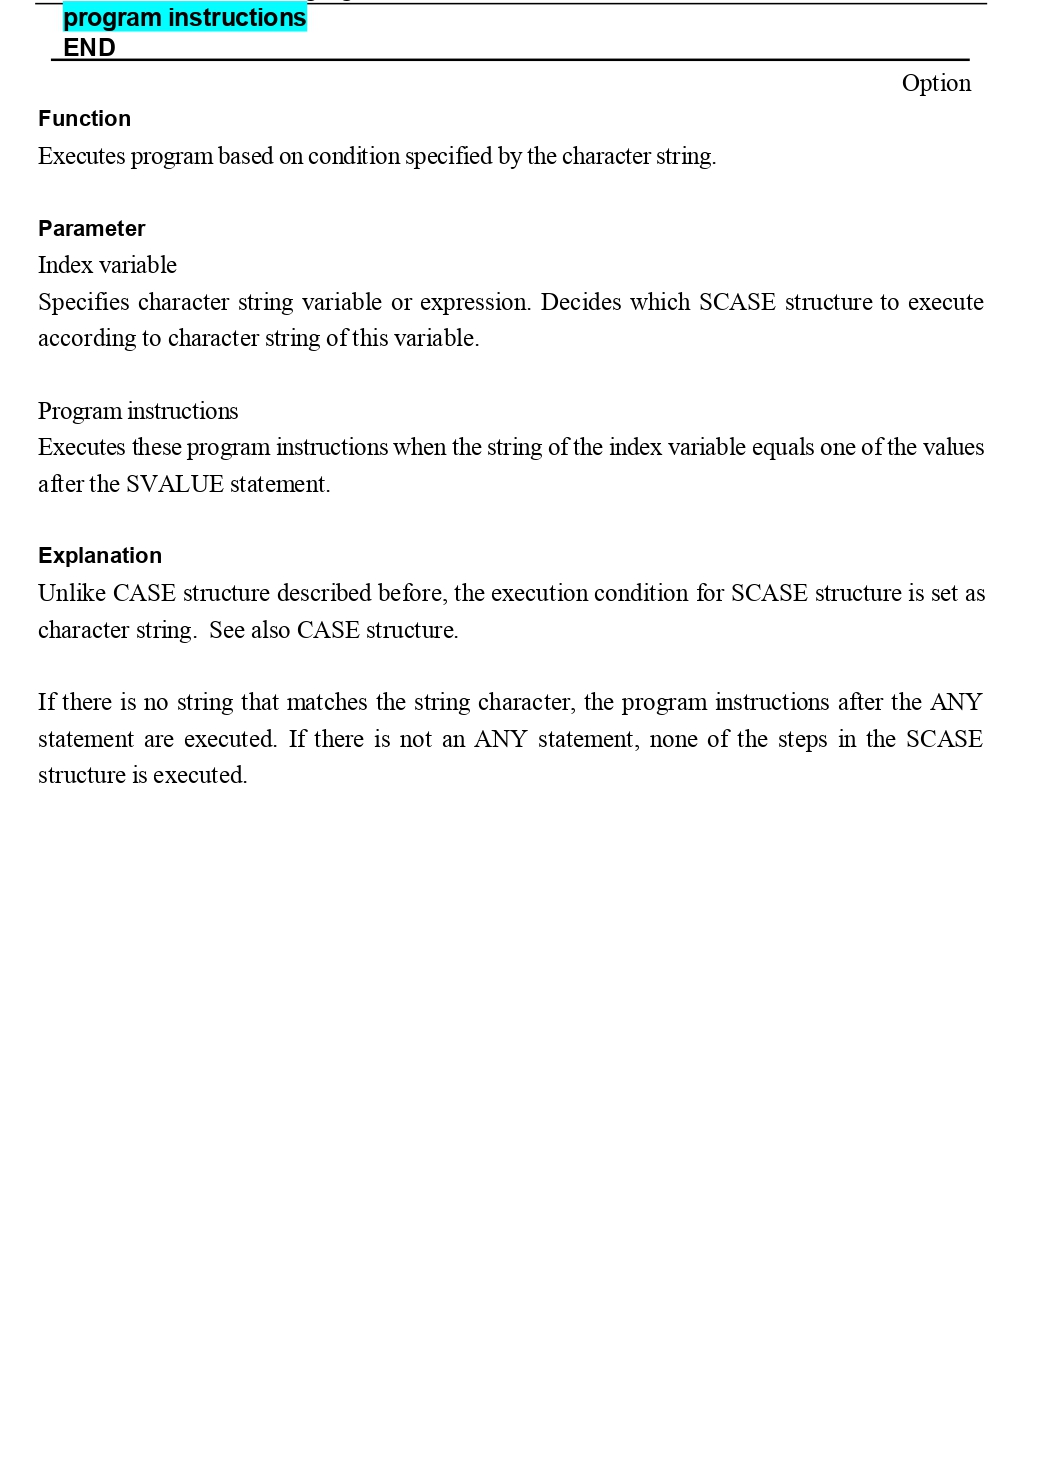 program instructions
END
Option
Function
Executes program based on condition specified by the character string.
Parameter
Index variable
Specifies character string variable or expression. Decides which SCASE structure to execute
according to character string of this variable.
Program instructions
Executes these program instructions when the string of the index variable equals one of the values
after the SVALUE statement.
Explanation
Unlike CASE structure described before, the execution condition for SCASE structure is set as
character string.  See also CASE structure.
If there is no string that matches the string character, the program instructions after the ANY
statement are executed. If there is not an ANY statement, none of the steps in the SCASE
structure is executed.